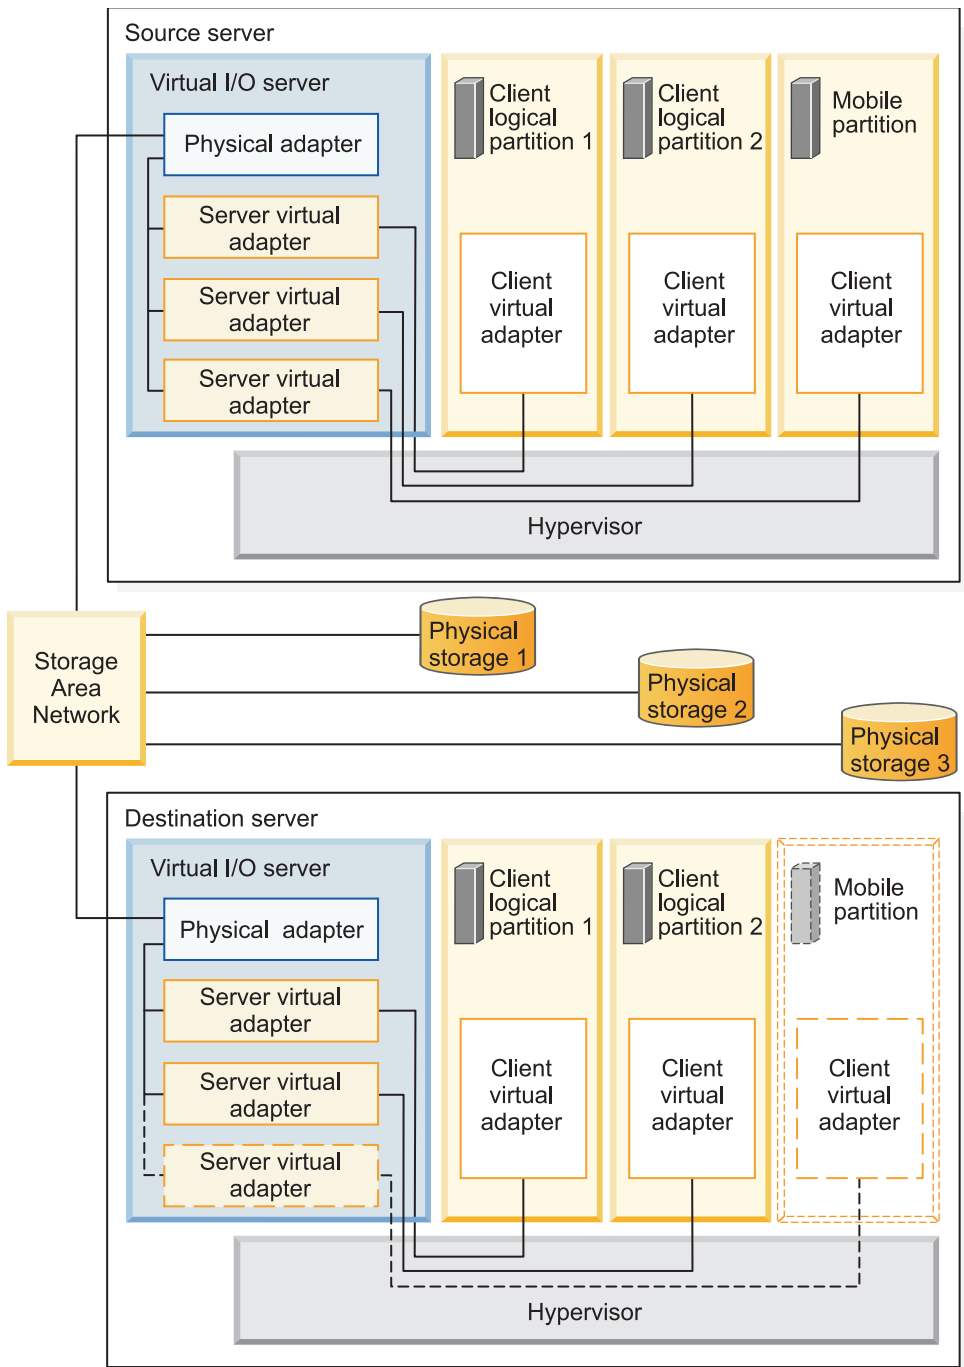 Source server
Virtual I/O server
Physical adapter
Server virtual
adapter
Server virtual
adapter
Server virtual
adapter
Client
logical
partition 1
Client
virtual
adapter
Client
logical
partition 2
Client
virtual
adapter
Mobile
partition
Client
virtual
adapter
Hypervisor
Storage
Area
Network
Physical
storage 1
Physical
storage 2
Physical
storage 3
Destination server
Virtual I/O server
Physical adapter
Server virtual
adapter
Server virtual
adapter
Server virtual
adapter
Client
logical
partition 1
Client
virtual
adapter
Client
logical
partition 2
Client
virtual
adapter
Mobile
partition
Client
virtual
adapter
Hypervisor